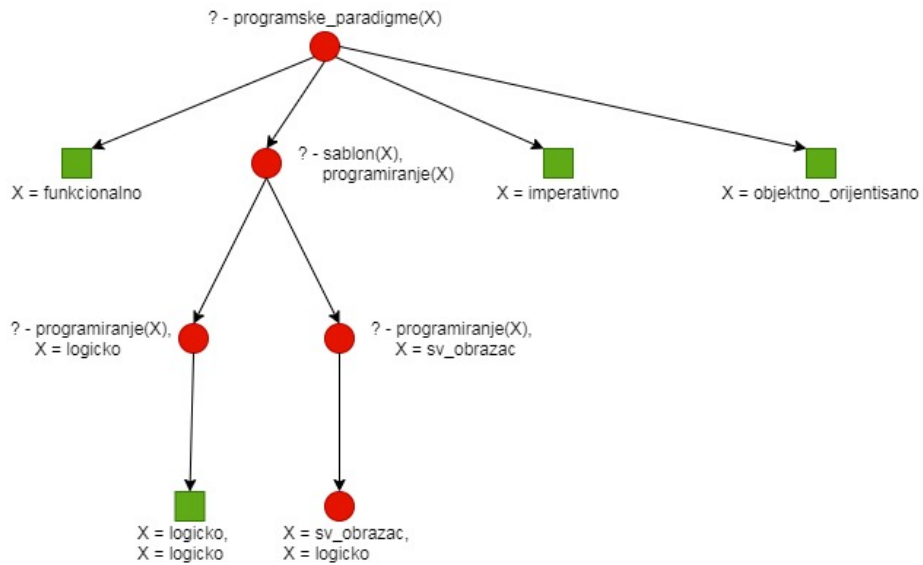 ? - programske_paradigme(X)
X = funkcionalno
? - sablon(X),
programiranje(X)
X = imperativno
X = objektno_orijentisano
? - programiranje(X),
X = logicko
? - programiranje(X),
X = sv_obrazac
X = logicko,
X = logicko
X = sv_obrazac,
X = logicko